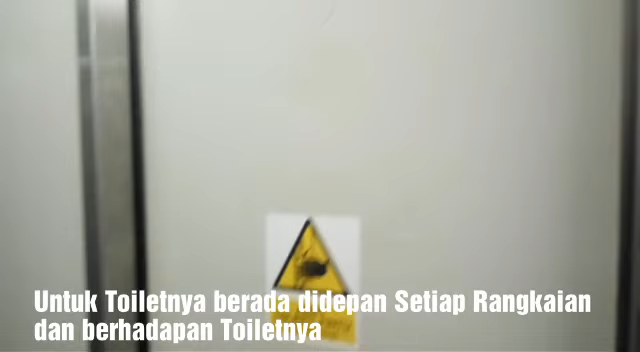 Untuk Toiletnya berada didepan Setiap Rangkaian
dan berhadapan Toiletnya